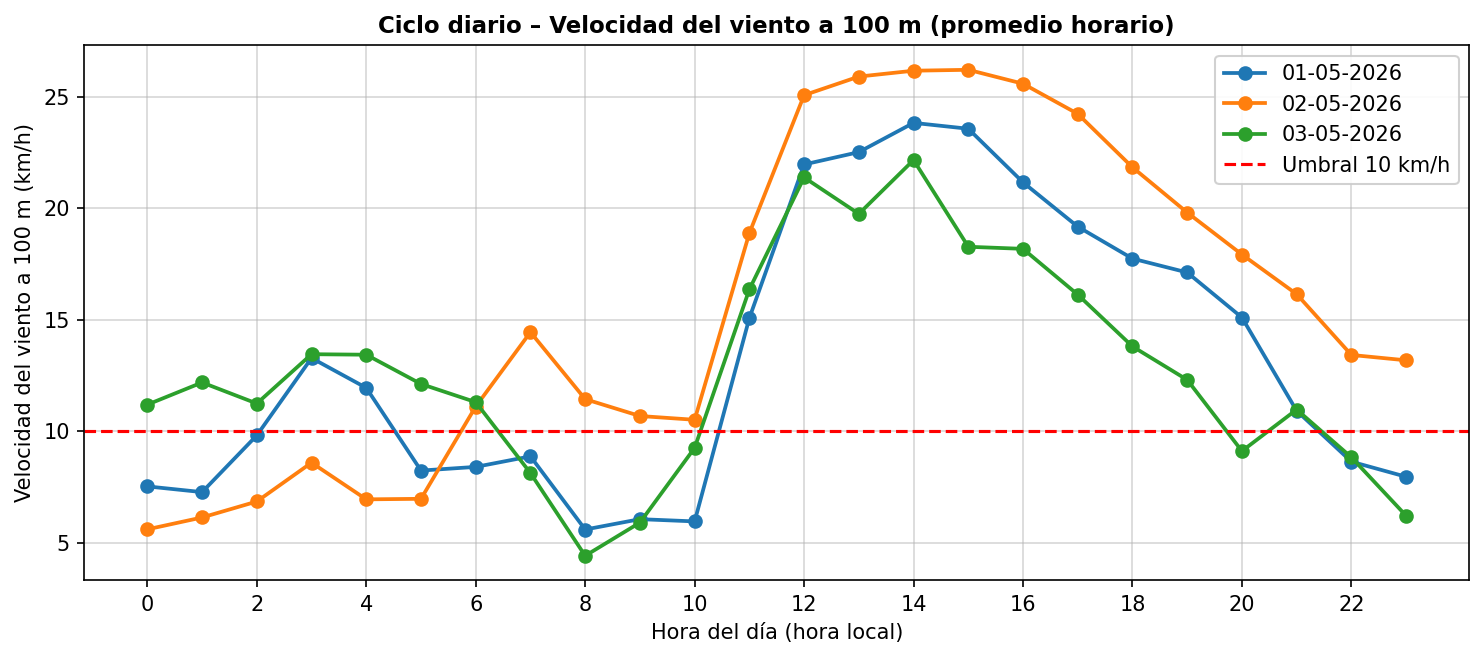 Ciclo diario – Velocidad del viento a 100 m (promedio horario)
Velocidad del viento a 100 m (km/h)
25
20
15
10
5
01-05-2026
02-05-2026
03-05-2026
Umbral 10 km/h
0 2 4 6 8 10 12 14 16 18 20 22
Hora del día (hora local)